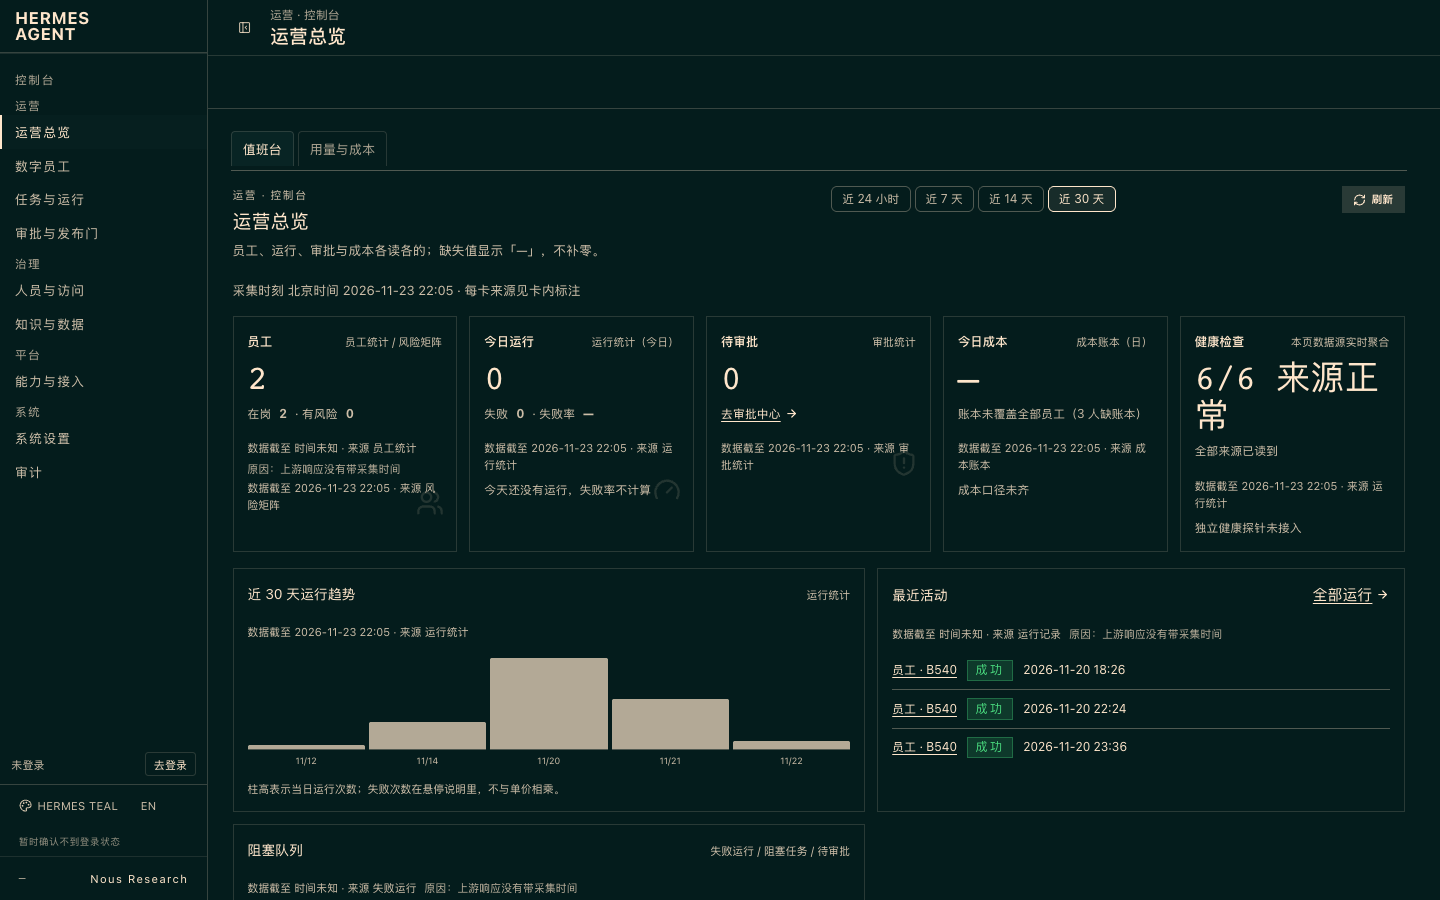 HERMES
AGENT
控制台
运营
运营总览
数字员工
任务与运行
审批与发布门
治理
人员与访问
知识与数据
平台
能力与接入
系统
系统设置
审计
未登录
去登录
HERMES TEAL
EN
暂时确认不到登录状态
—
Nous Research
运营 · 控制台
运营总览
值班台
用量与成本
运营 · 控制台
运营总览
员工、运行、审批与成本各读各的；缺失值显示「—」，不补零。
近 24 小时
近 7 天
近 14 天
近 30 天
刷新
采集时刻 北京时间 2026-11-23 22:05 · 每卡来源见卡内标注
员工
员工统计 / 风险矩阵
2
在岗 2 · 有风险 0
数据截至 时间未知 · 来源 员工统计
原因：上游响应没有带采集时间
数据截至 2026-11-23 22:05 · 来源 风
险矩阵
今日运行
运行统计（今日）
0
失败 0 · 失败率 —
数据截至 2026-11-23 22:05 · 来源 运
行统计
今天还没有运行，失败率不计算
待审批
审批统计
0
去审批中心 →
数据截至 2026-11-23 22:05 · 来源 审
批统计
今日成本
成本账本（日）
—
账本未覆盖全部员工（3 人缺账本）
数据截至 2026-11-23 22:05 · 来源 成
本账本
成本口径未齐
健康检查
本页数据源实时聚合
6/6 来源正
常
全部来源已读到
数据截至 2026-11-23 22:05 · 来源 运
行统计
独立健康探针未接入
近 30 天运行趋势
运行统计
数据截至 2026-11-23 22:05 · 来源 运行统计
11/12
11/14
11/20
11/21
11/22
柱高表示当日运行次数；失败次数在悬停说明里，不与单价相乘。
最近活动
全部运行 →
数据截至 时间未知 · 来源 运行记录 原因：上游响应没有带采集时间
员工 · B540 成功 2026-11-20 18:26
员工 · B540 成功 2026-11-20 22:24
员工 · B540 成功 2026-11-20 23:36
阻塞队列
失败运行 / 阻塞任务 / 待审批
数据截至 时间未知 · 来源 失败运行 原因：上游响应没有带采集时间